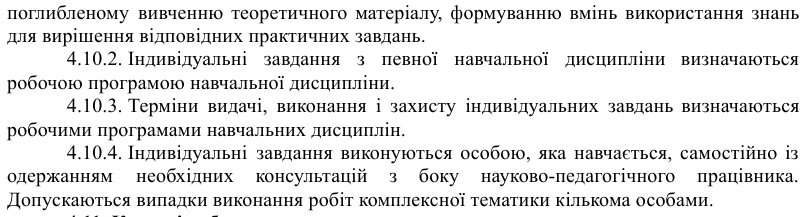 поглибленому вивченню теоретичного матеріалу, формуванню вмінь використання знань
для вирішення відповідних практичних завдань.
4.10.2. Індивідуальні завдання з певної навчальної дисципліни визначаються
робочою програмою навчальної дисципліни.
4.10.3. Терміни видачі, виконання і захисту індивідуальних завдань визначаються
робочими програмами навчальних дисциплін.
4.10.4. Індивідуальні завдання виконуються особою, яка навчається, самостійно із
одержанням необхідних консультацій з боку науково-педагогічного працівника.
Допускаються випадки виконання робіт комплексної тематики кількома особами.